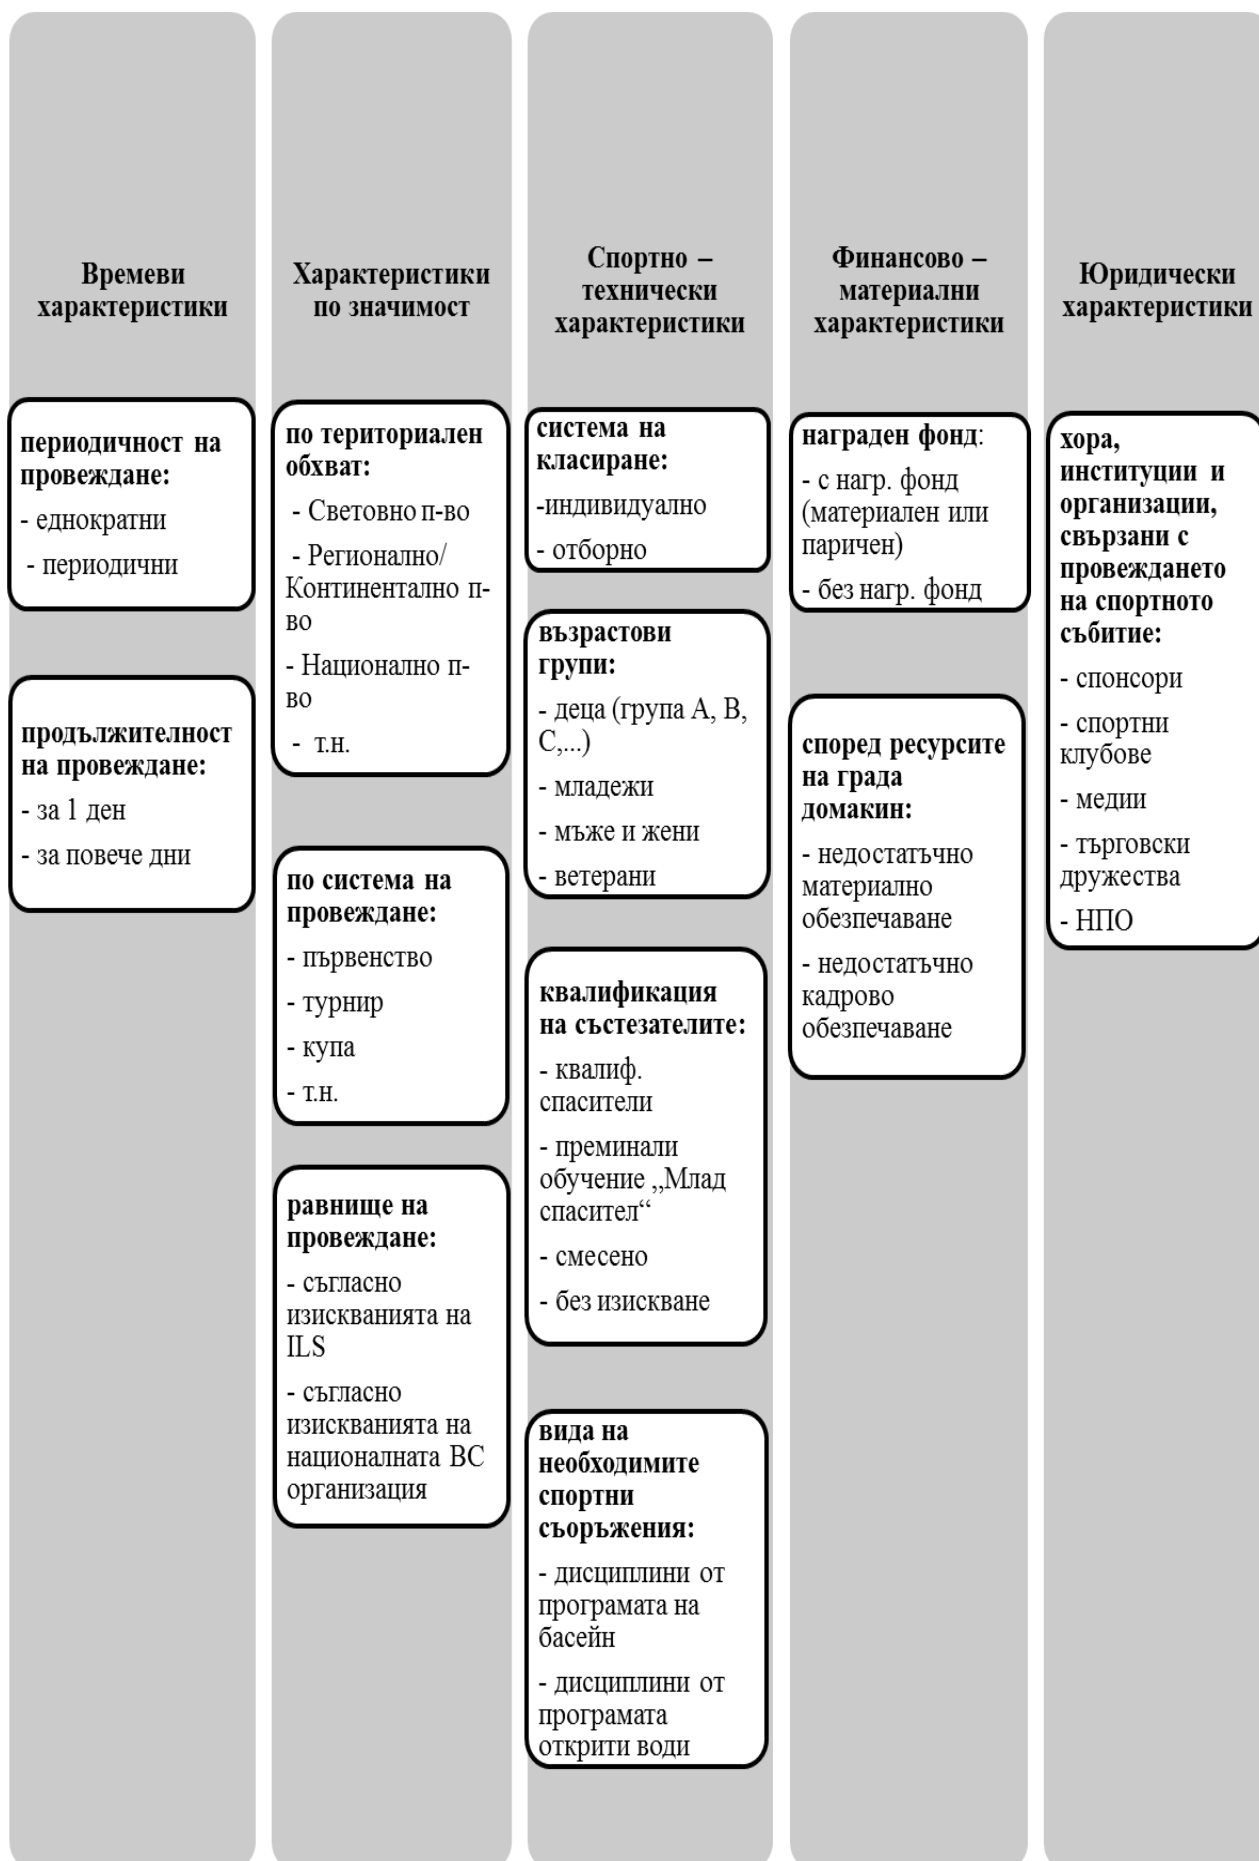 Времеви
характеристики
периодичност на
провеждане:
- еднократни
- периодични
продължителност
на провеждане:
- за 1 ден
- за повече дни
Характеристики
по значимост
по териториален
обхват:
- Световно п-во
- Регионално/
Континентално п-
во
- Национално п-
во
- т.н.
по система на
провеждане:
- първенство
- турнир
- купа
- т.н.
равнище на
провеждане:
- съгласно
изискванията на
ILS
- съгласно
изискванията на
националната ВС
организация
Спортно –
технически
характеристики
система на
класиране:
-индивидуално
- отборно
възрастови
групи:
- деца (група А, В,
С,...)
- младежи
- мъже и жени
- ветерани
квалификация
на състезателите:
- квалиф.
спасители
- преминали
обучение „Млад
спасител“
- смесено
- без изискване
вида на
необходимите
спортни
съоръжения:
- дисциплини от
програмата на
басейн
- дисциплини от
програмата
открити води
Финансово –
материални
характеристики
награден фонд:
- с нагр. фонд
(материален или
паричен)
- без нагр. фонд
според ресурсите
на града
домакин:
- недостатъчно
материално
обезпечаване
- недостатъчно
кадрово
обезпечаване
Юридически
характеристики
хора,
институции и
организации,
свързани с
провеждането
на спортното
събитие:
- спонсори
- спортни
клубове
- медии
- търговски
дружества
- НПО